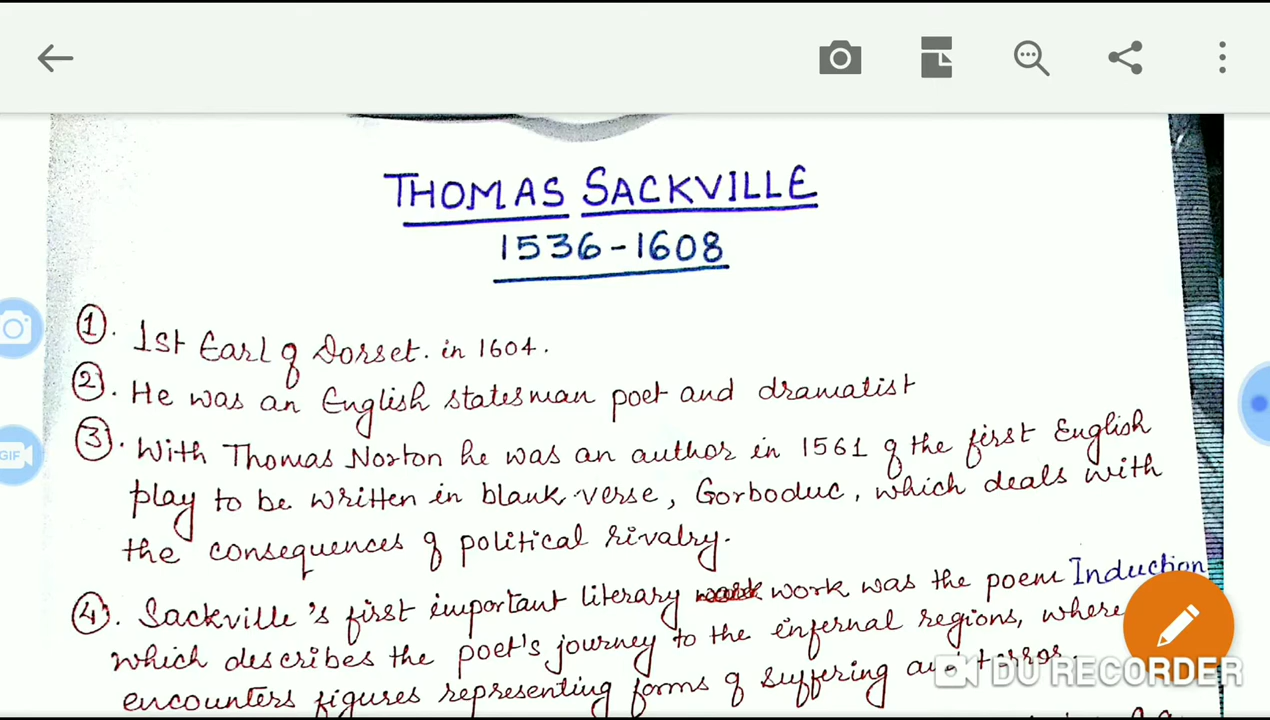 THOMAS SACKVILLE
1536-1608
1. 1st Earl of Dorset. in 1604.
2. He was an English statesman poet and dramatist
3. With Thomas Norton he was an author in 1561 of the first English
play to be written in blank verse, Gorboduc, which deals with
the consequences of political rivalry.
4. Sackville's first important literary work was the poem Induction
which describes the poet's journey to the infernal regions, where
encounters figures representing forms of suffering and terror.
GIF
DU RECORDER